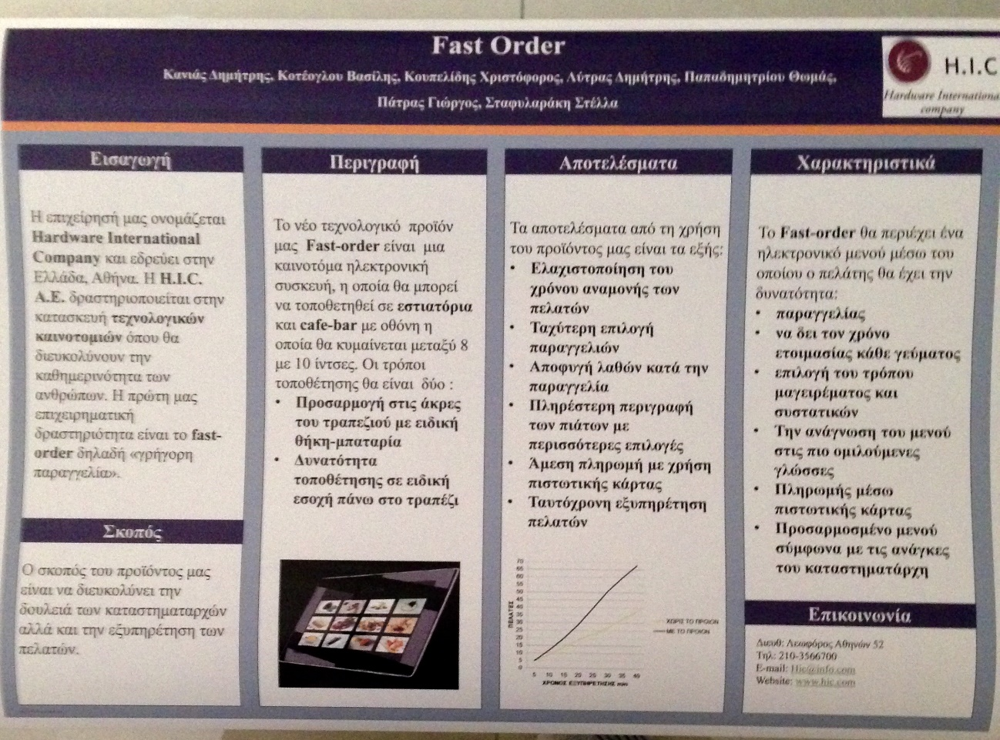 Fast Order
Κανιάς Δημήτρης, Κοτέογλου Βασίλης, Κουπελίδης Χριστόφορος, Λύτρας Δημήτρης, Παπαδημητρίου Θωμάς,
Πάτρας Γιώργος, Σταφυλαράκη Στέλλα
H.I.C
Hardware Internationa
company
Εισαγωγή
Η επιχείρησή μας ονομάζεται
Hardware International
Company και εδρεύει στην
Ελλάδα, Αθήνα. Η H.I.C.
Α.Ε. δραστηριοποιείται στην
κατασκευή τεχνολογικών
καινοτομιών όπου θα
διευκολύνουν την
καθημερινότητα των
ανθρώπων. Η πρώτη μας
επιχειρηματική
δραστηριότητα είναι το fast-
order δηλαδή «γρήγορη
παραγγελία».
Σκοπός
Ο σκοπός του προϊόντος μας
είναι να διευκολύνει την
δουλειά των καταστηματαρχών
αλλά και την εξυπηρέτηση των
πελατών.
Περιγραφή
Το νέο τεχνολογικό προϊόν
μας Fast-order είναι μια
καινοτόμα ηλεκτρονική
συσκευή, η οποία θα μπορεί
να τοποθετηθεί σε εστιατόρια
και cafe-bar με οθόνη η
οποία θα κυμαίνεται μεταξύ 8
με 10 ίντσες. Οι τρόποι
τοποθέτησης θα είναι δύο :
• Προσαρμογή στις άκρες
του τραπεζιού με ειδική
θήκη-μπαταρία
• Δυνατότητα
τοποθέτησης σε ειδική
εσοχή πάνω στο τραπέζι
Αποτελέσματα
Τα αποτελέσματα από τη χρήση
του προϊόντος μας είναι τα εξής:
• Ελαχιστοποίηση του
χρόνου αναμονής των
πελατών
• Ταχύτερη επιλογή
παραγγελιών
• Αποφυγή λαθών κατά την
παραγγελία
• Πληρέστερη περιγραφή
των πιάτων με
περισσότερες επιλογές
• Άμεση πληρωμή με χρήση
πιστωτικής κάρτας
• Ταυτόχρονη εξυπηρέτηση
πελατών
70
65
60
55
50
45
40
35
30
25
20
15
10
5
0
ΠΕΛΑΤΕΣ
5 10 15 20 25 30 35 40
ΧΡΟΝΟΣ ΕΞΥΠΗΡΕΤΗΣΗΣ min
ΧΩΡΙΣ ΤΟ ΠΡΟΙΟΝ
ΜΕ ΤΟ ΠΡΟΙΟΝ
Χαρακτηριστικά
Το Fast-order θα περιέχει ένα
ηλεκτρονικό μενού μέσω του
οποίου ο πελάτης θα έχει την
δυνατότητα:
• παραγγελίας
• να δει τον χρόνο
ετοιμασίας κάθε γεύματος
• επιλογή του τρόπου
μαγειρέματος και
συστατικών
• Την ανάγνωση του μενού
στις πιο ομιλούμενες
γλώσσες
• Πληρωμής μέσω
πιστωτικής κάρτας
• Προσαρμοσμένο μενού
σύμφωνα με τις ανάγκες
του καταστηματάρχη
Επικοινωνία
Διευθ: Λεωφόρος Αθηνών 52
Τηλ: 210-3566700
E-mail: Hic@info.com
Website: www.hic.com